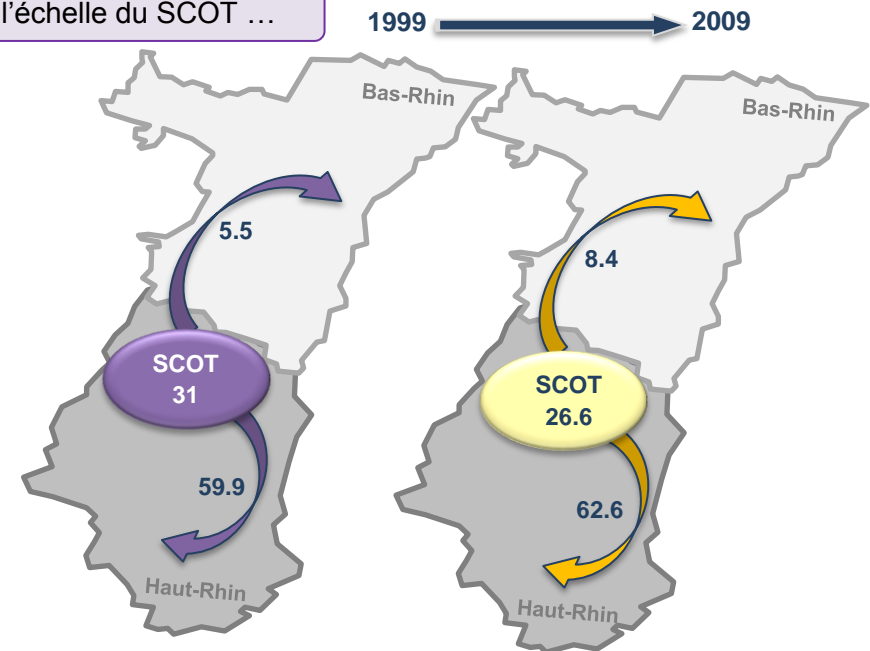 l’échelle du SCOT …
1999
2009
Bas-Rhin
Bas-Rhin
5.5
8.4
SCOT
31
SCOT
26.6
59.9
62.6
Haut-Rhin
Haut-Rhin